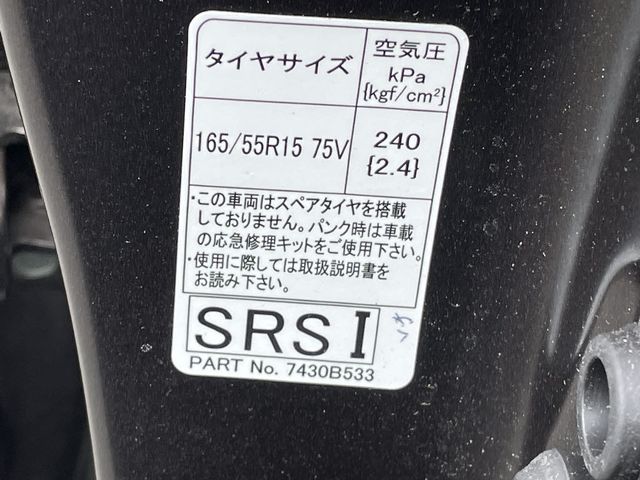 タイヤサイズ
空気圧
kPa
{kgf/cm²}
165/55R15 75V
240
{2.4}
・この車両はスペアタイヤを搭載
しておりません。パンク時は車載
の応急修理キットをご使用下さい。
・使用に際しては取扱説明書を
お読み下さい。
SRS I
PART No. 7430B533